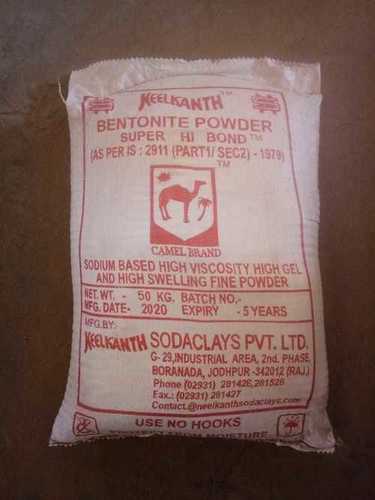 NEELKANTH™
BENTONITE POWDER
SUPER HI BOND™
(AS PER IS : 2911 (PART1/ SEC2) - 1979)
TM
CAMEL BRAND
SODIUM BASED HIGH VISCOSITY HIGH GEL
AND HIGH SWELLING FINE POWDER
NET. WT. - 50 KG. BATCH NO.-
MFG. DATE- 2020 EXPIRY - 5 YEARS
MFG.BY:
NEELKANTH SODACLAYS PVT. LTD.
G- 29,INDUSTRIAL AREA, 2nd. PHASE,
BORANADA, JODHPUR -342012 (RAJ.)
Phone (02931) 281426,281526
Fax.: (02931) 281427
Contact.@neelkanthsodaclays.com
USE NO HOOKS
PROTECT FROM MOISTURE